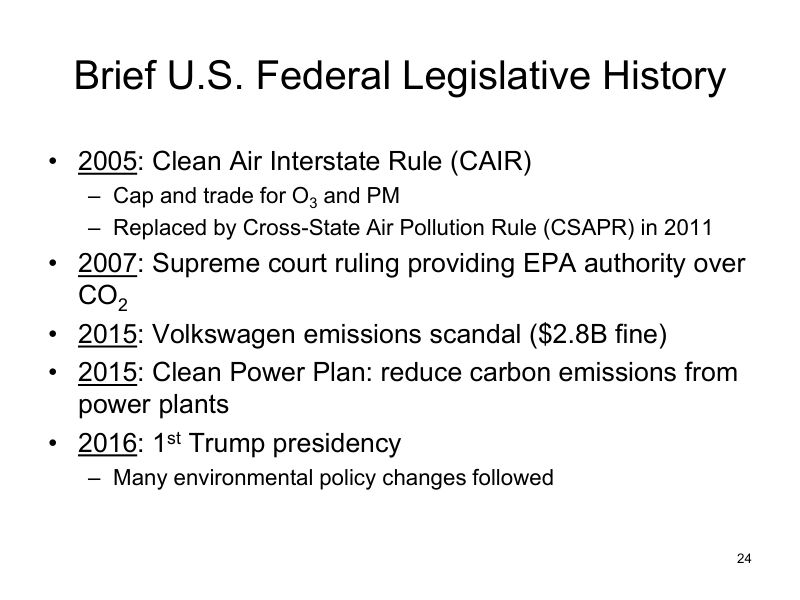 Brief U.S. Federal Legislative History
• 2005: Clean Air Interstate Rule (CAIR)
– Cap and trade for O₃ and PM
– Replaced by Cross-State Air Pollution Rule (CSAPR) in 2011
• 2007: Supreme court ruling providing EPA authority over
CO₂
• 2015: Volkswagen emissions scandal ($2.8B fine)
• 2015: Clean Power Plan: reduce carbon emissions from
power plants
• 2016: 1ˢᵗ Trump presidency
– Many environmental policy changes followed
24